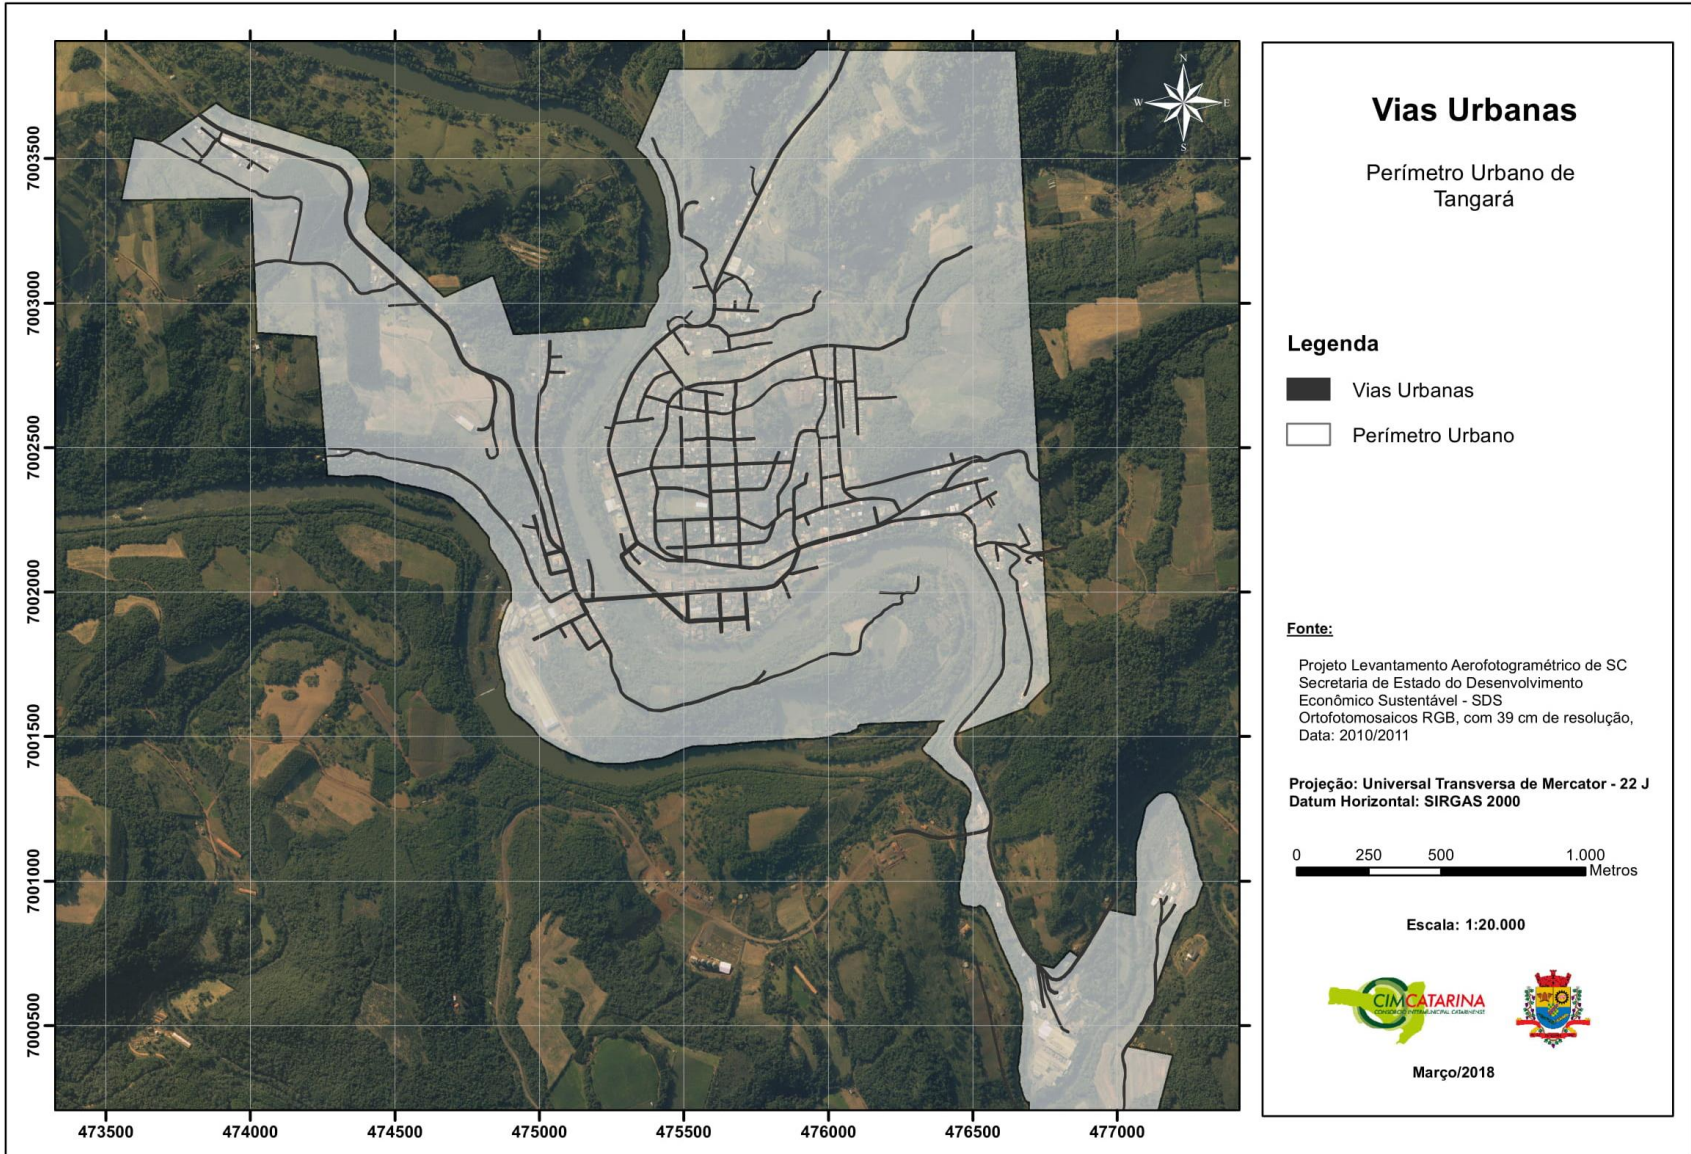 Vias Urbanas
Perímetro Urbano de
Tangará
Legenda
Vias Urbanas
Perímetro Urbano
Fonte:
Projeto Levantamento Aerofotogramétrico de SC
Secretaria de Estado do Desenvolvimento
Econômico Sustentável - SDS
Ortofotomosaicos RGB, com 39 cm de resolução,
Data: 2010/2011
Projeção: Universal Transversa de Mercator - 22 J
Datum Horizontal: SIRGAS 2000
0 250 500 1.000
Metros
Escala: 1:20.000
CIMCATARINA
CONSÓRCIO INTERMUNICIPAL CATARINENSE
Março/2018
N
W E
S
7003500
7003000
7002500
7002000
7001500
7001000
7000500
473500 474000 474500 475000 475500 476000 476500 477000